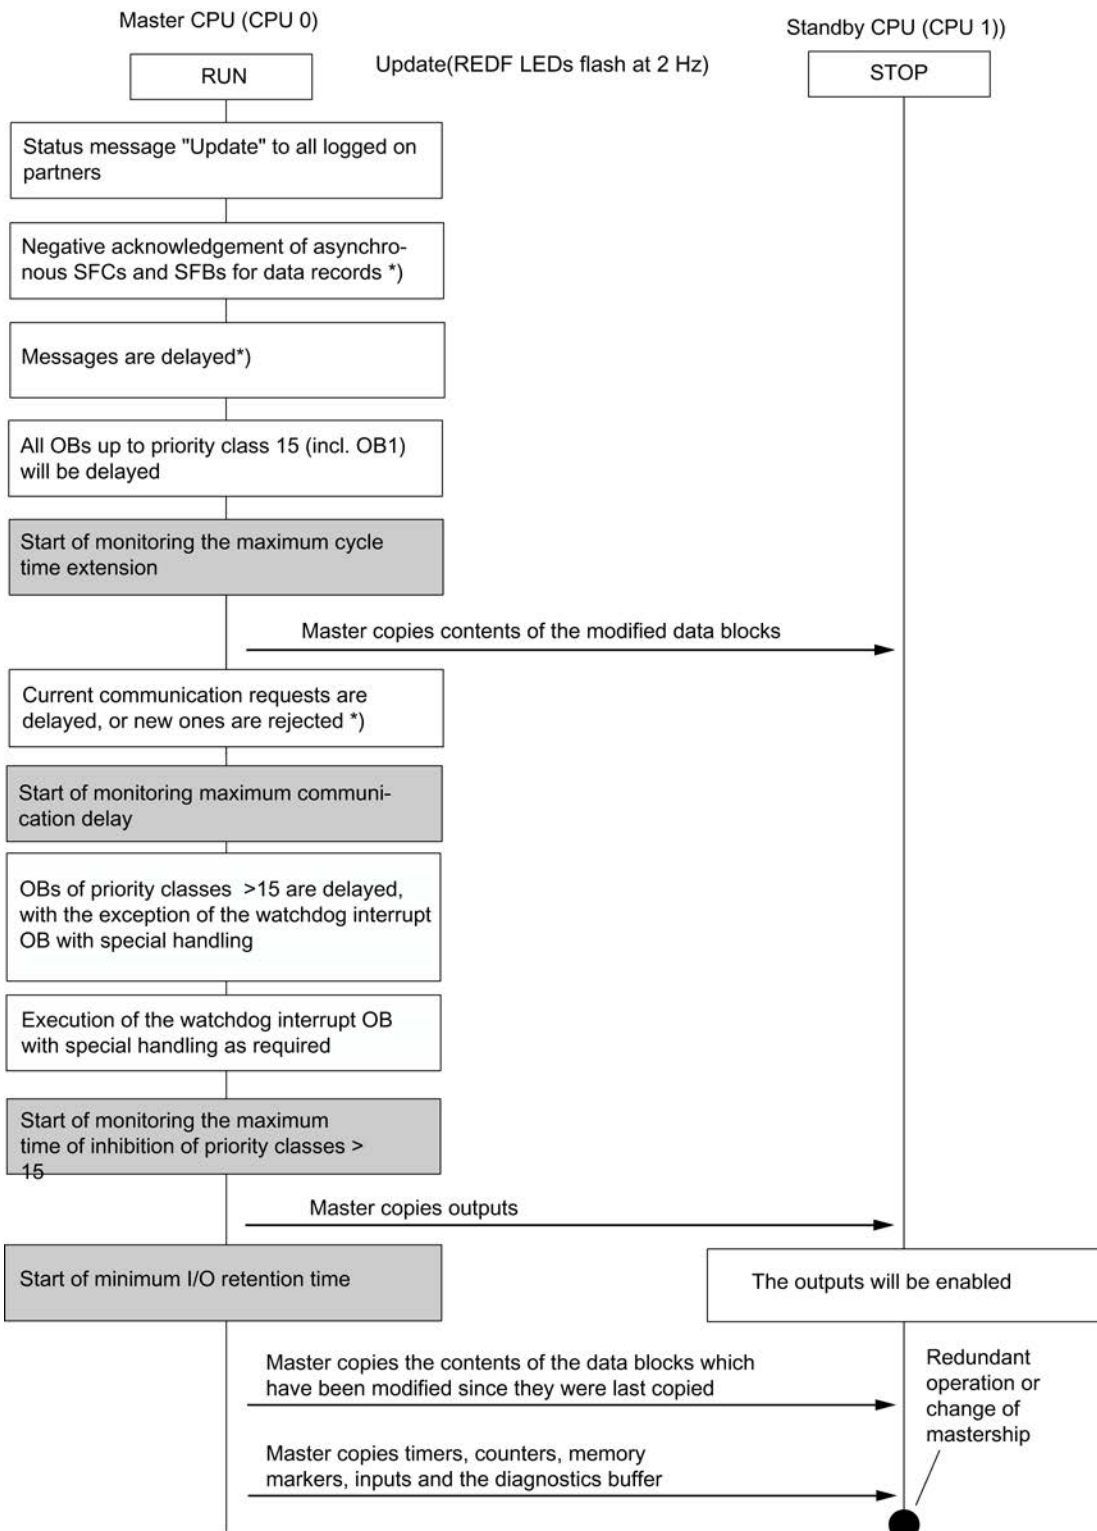 Master CPU (CPU 0)
Standby CPU (CPU 1))
Update(REDF LEDs flash at 2 Hz)
RUN
STOP
Status message "Update" to all logged on
partners
Negative acknowledgement of asynchro-
nous SFCs and SFBs for data records *)
Messages are delayed*)
All OBs up to priority class 15 (incl. OB1)
will be delayed
Start of monitoring the maximum cycle
time extension
Master copies contents of the modified data blocks
Current communication requests are
delayed, or new ones are rejected *)
Start of monitoring maximum communi-
cation delay
OBs of priority classes >15 are delayed,
with the exception of the watchdog interrupt
OB with special handling
Execution of the watchdog interrupt OB
with special handling as required
Start of monitoring the maximum
time of inhibition of priority classes >
15
Master copies outputs
Start of minimum I/O retention time
The outputs will be enabled
Master copies the contents of the data blocks which
have been modified since they were last copied
Redundant
operation or
change of
mastership
Master copies timers, counters, memory
markers, inputs and the diagnostics buffer